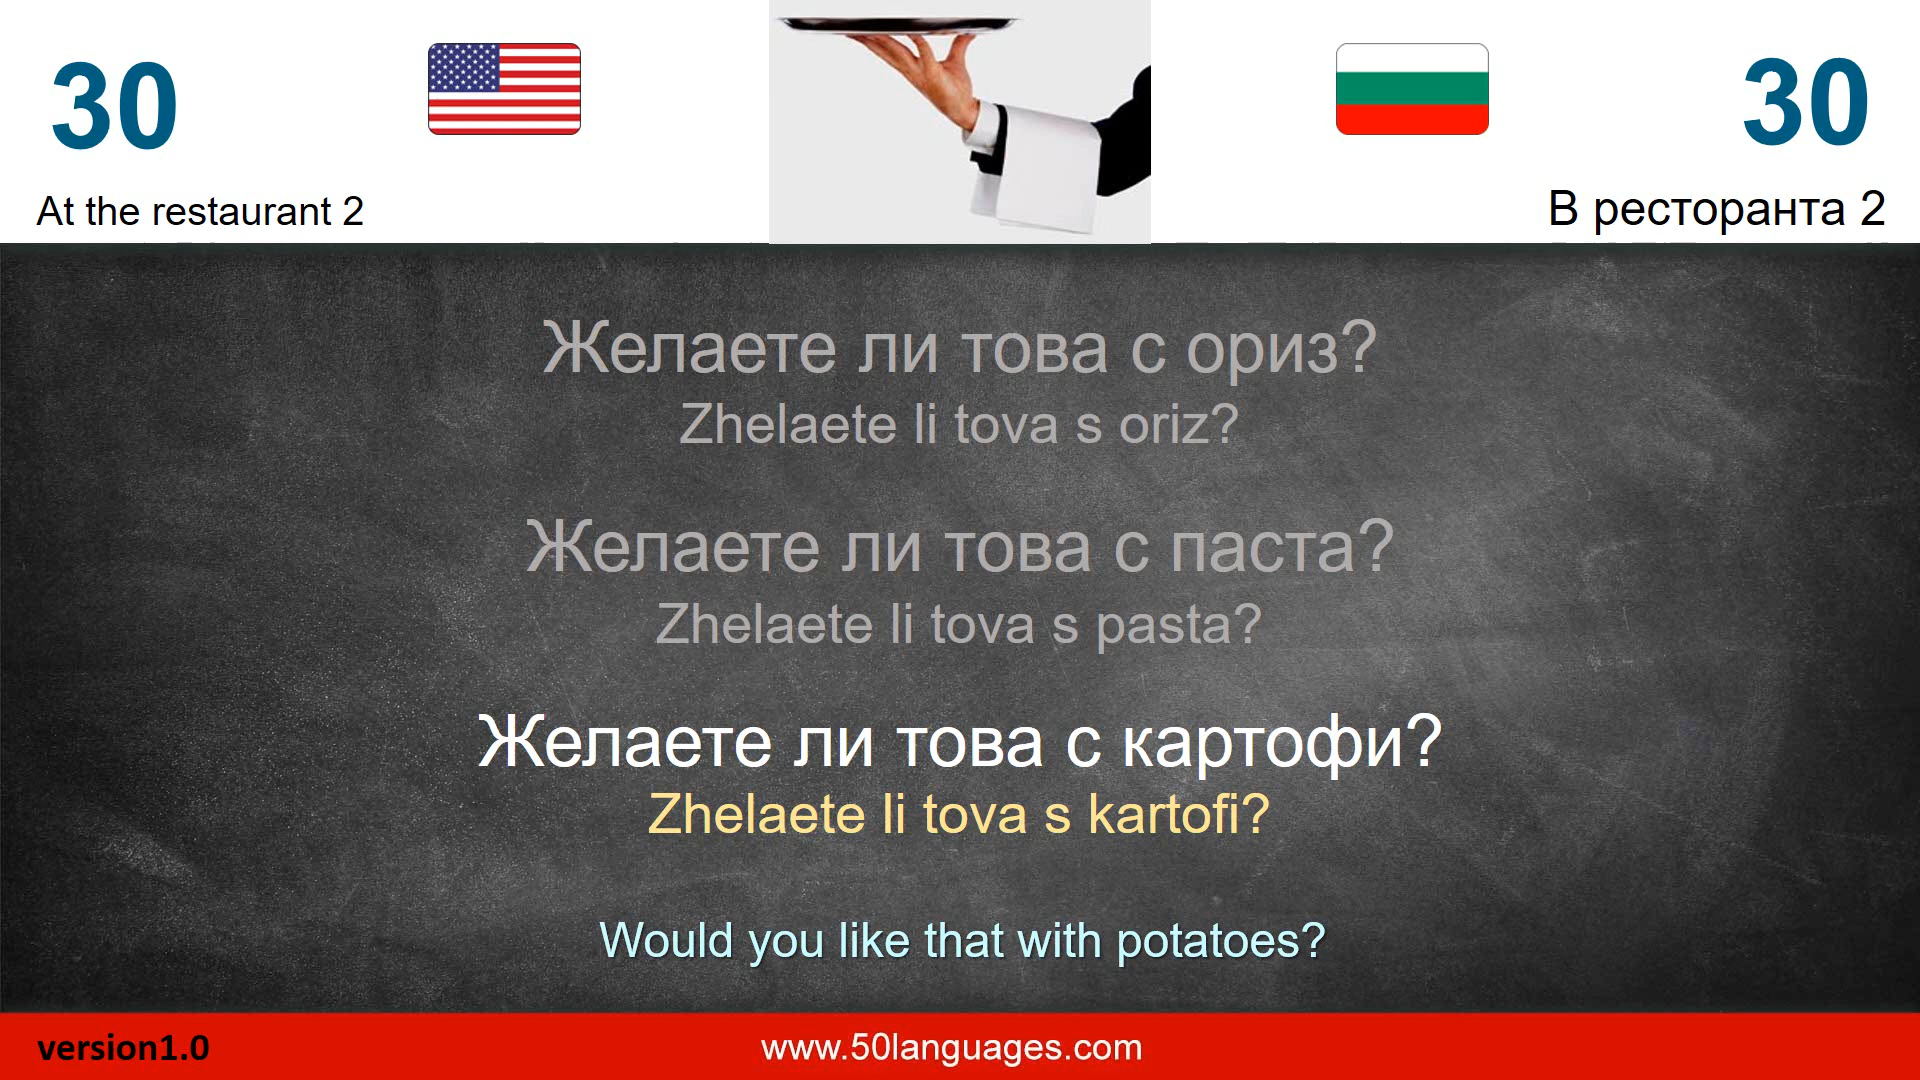 30
30
At the restaurant 2
В ресторанта 2
Желаете ли това с ориз?
Zhelaete li tova s oriz?
Желаете ли това с паста?
Zhelaete li tova s pasta?
Желаете ли това с картофи?
Zhelaete li tova s kartofi?
Would you like that with potatoes?
version1.0
www.50languages.com